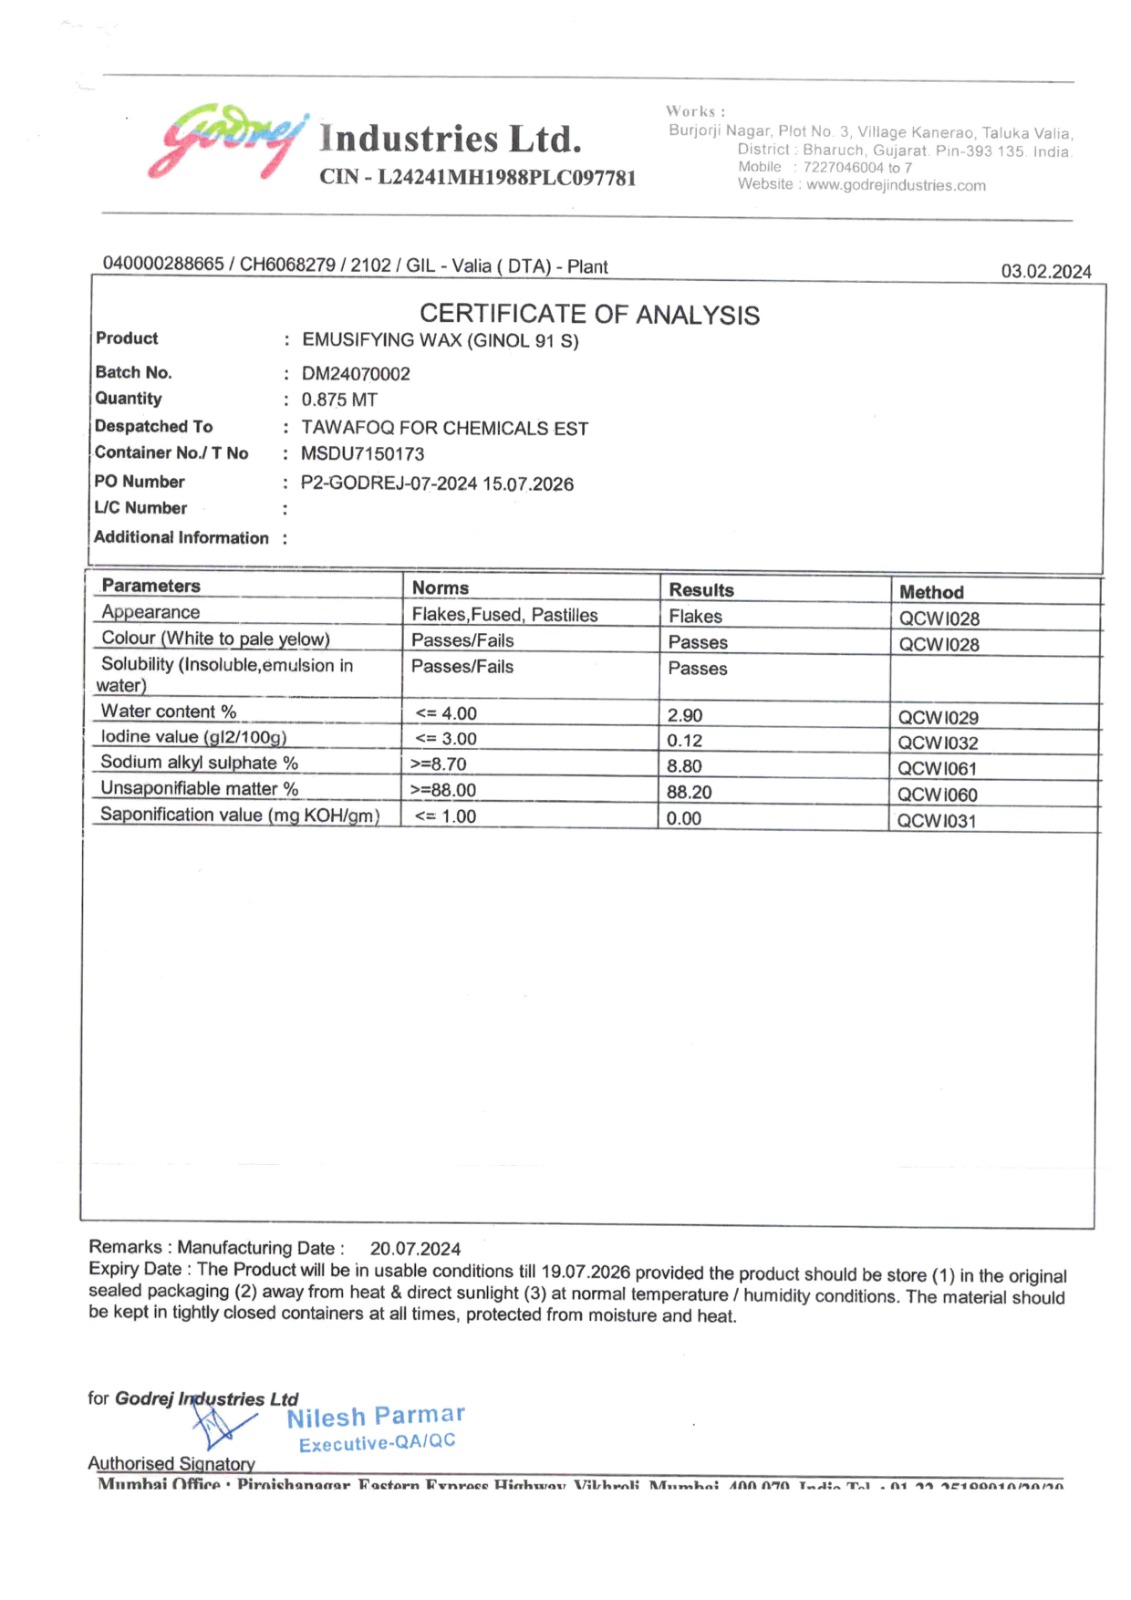 Godrej Industries Ltd.
CIN - L24241MH1988PLC097781
Works :
Burjorji Nagar, Plot No. 3, Village Kanerao, Taluka Valia,
District : Bharuch, Gujarat. Pin-393 135. India.
Mobile : 7227046004 to 7
Website : www.godrejindustries.com
040000288665 / CH6068279 / 2102 / GIL - Valia ( DTA) - Plant
03.02.2024
CERTIFICATE OF ANALYSIS
Product : EMUSIFYING WAX (GINOL 91 S)
Batch No. : DM24070002
Quantity : 0.875 MT
Despatched To : TAWAFOQ FOR CHEMICALS EST
Container No./ T No : MSDU7150173
PO Number : P2-GODREJ-07-2024 15.07.2026
L/C Number :
Additional Information :
Parameters Norms Results Method
Appearance Flakes,Fused, Pastilles Flakes QCWI028
Colour (White to pale yelow) Passes/Fails Passes QCWI028
Solubility (Insoluble,emulsion in Passes/Fails Passes
water)
Water content % <= 4.00 2.90 QCWI029
Iodine value (gI2/100g) <= 3.00 0.12 QCWI032
Sodium alkyl sulphate % >=8.70 8.80 QCWI061
Unsaponifiable matter % >=88.00 88.20 QCWI060
Saponification value (mg KOH/gm) <= 1.00 0.00 QCWI031
Remarks : Manufacturing Date : 20.07.2024
Expiry Date : The Product will be in usable conditions till 19.07.2026 provided the product should be store (1) in the original
sealed packaging (2) away from heat & direct sunlight (3) at normal temperature / humidity conditions. The material should
be kept in tightly closed containers at all times, protected from moisture and heat.
for Godrej Industries Ltd
Nilesh Parmar
Executive-QA/QC
Authorised Signatory
Mumbai Office • Pirojshanagar Eastern Express Highway Vikhroli Mumbai 400 079 India Tel